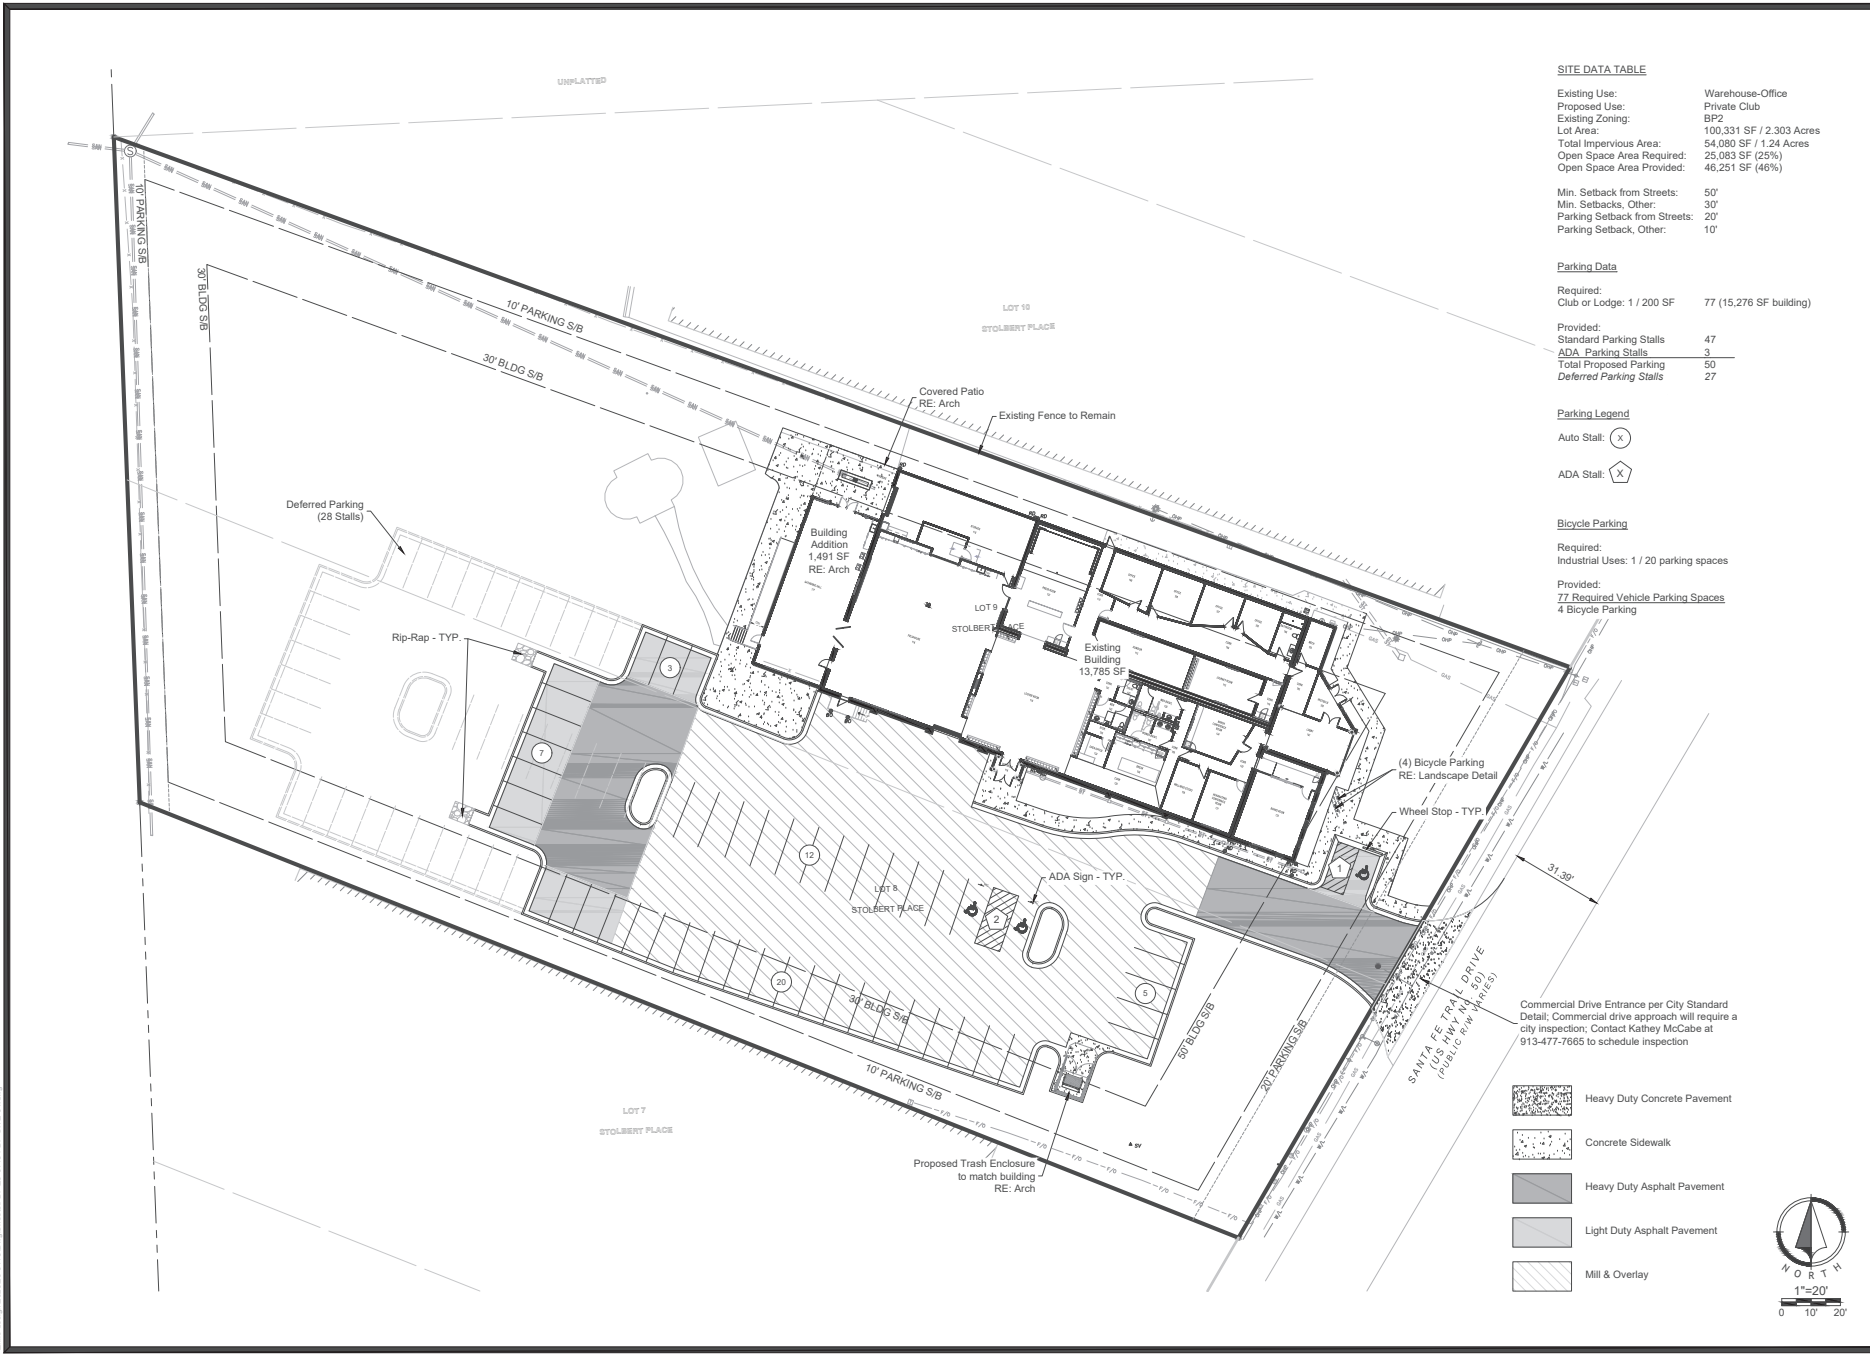 UNPLATTED
10' PARKING S/B
30' BLDG S/B
10' PARKING S/B
30' BLDG S/B
LOT 10
STOLBERT PLACE
Covered Patio
RE: Arch
Existing Fence to Remain
Deferred Parking
(28 Stalls)
Building
Addition
1,491 SF
RE: Arch
LOT 9
STOLBERT PLACE
Existing
Building
13,785 SF
Rip-Rap - TYP.
3
7
12
LOT 8
STOLBERT PLACE
ADA Sign - TYP.
2
1
5
20
30' BLDG S/B
10' PARKING S/B
50' BLDG S/B
20' PARKING S/B
(4) Bicycle Parking
RE: Landscape Detail
Wheel Stop - TYP.
31.39'
SANTA FE TRAIL DRIVE
(US HWY No. 50)
(PUBLIC R/W VARIES)
LOT 7
STOLBERT PLACE
Proposed Trash Enclosure
to match building
RE: Arch
Commercial Drive Entrance per City Standard
Detail; Commercial drive approach will require a
city inspection; Contact Kathey McCabe at
913-477-7665 to schedule inspection
SITE DATA TABLE
Existing Use: Warehouse-Office
Proposed Use: Private Club
Existing Zoning: BP2
Lot Area: 100,331 SF / 2.303 Acres
Total Impervious Area: 54,080 SF / 1.24 Acres
Open Space Area Required: 25,083 SF (25%)
Open Space Area Provided: 46,251 SF (46%)
Min. Setback from Streets: 50'
Min. Setbacks, Other: 30'
Parking Setback from Streets: 20'
Parking Setback, Other: 10'
Parking Data
Required:
Club or Lodge: 1 / 200 SF 77 (15,276 SF building)
Provided:
Standard Parking Stalls 47
ADA Parking Stalls 3
Total Proposed Parking 50
Deferred Parking Stalls 27
Parking Legend
Auto Stall: X
ADA Stall: X
Bicycle Parking
Required:
Industrial Uses: 1 / 20 parking spaces
Provided:
77 Required Vehicle Parking Spaces
4 Bicycle Parking
Heavy Duty Concrete Pavement
Concrete Sidewalk
Heavy Duty Asphalt Pavement
Light Duty Asphalt Pavement
Mill & Overlay
NORTH
1"=20'
0 10' 20'